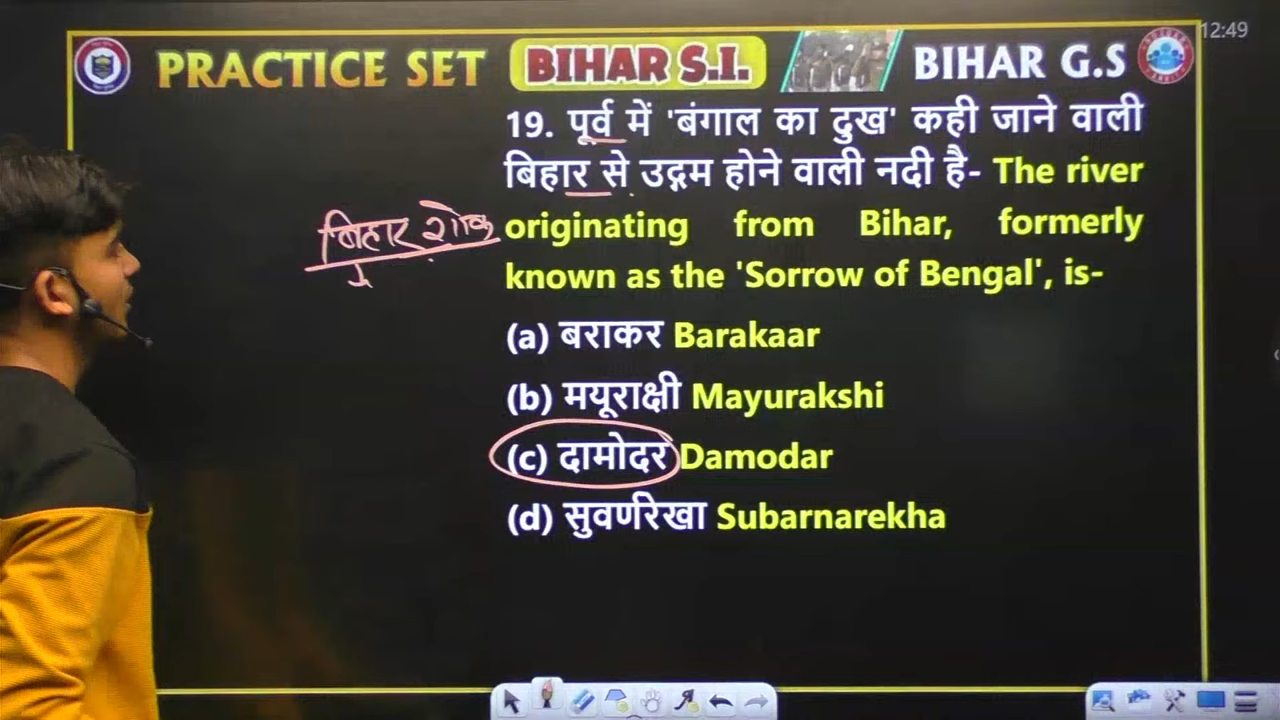 12:49
PRACTICE SET BIHAR S.I. BIHAR G.S
19. पूर्व में 'बंगाल का दुख' कही जाने वाली
बिहार से उद्गम होने वाली नदी है- The river
बिहार शोक
originating from Bihar, formerly
known as the 'Sorrow of Bengal', is-
(a) बराकर Barakaar
(b) मयूराक्षी Mayurakshi
(c) दामोदर Damodar
(d) सुवर्णरेखा Subarnarekha